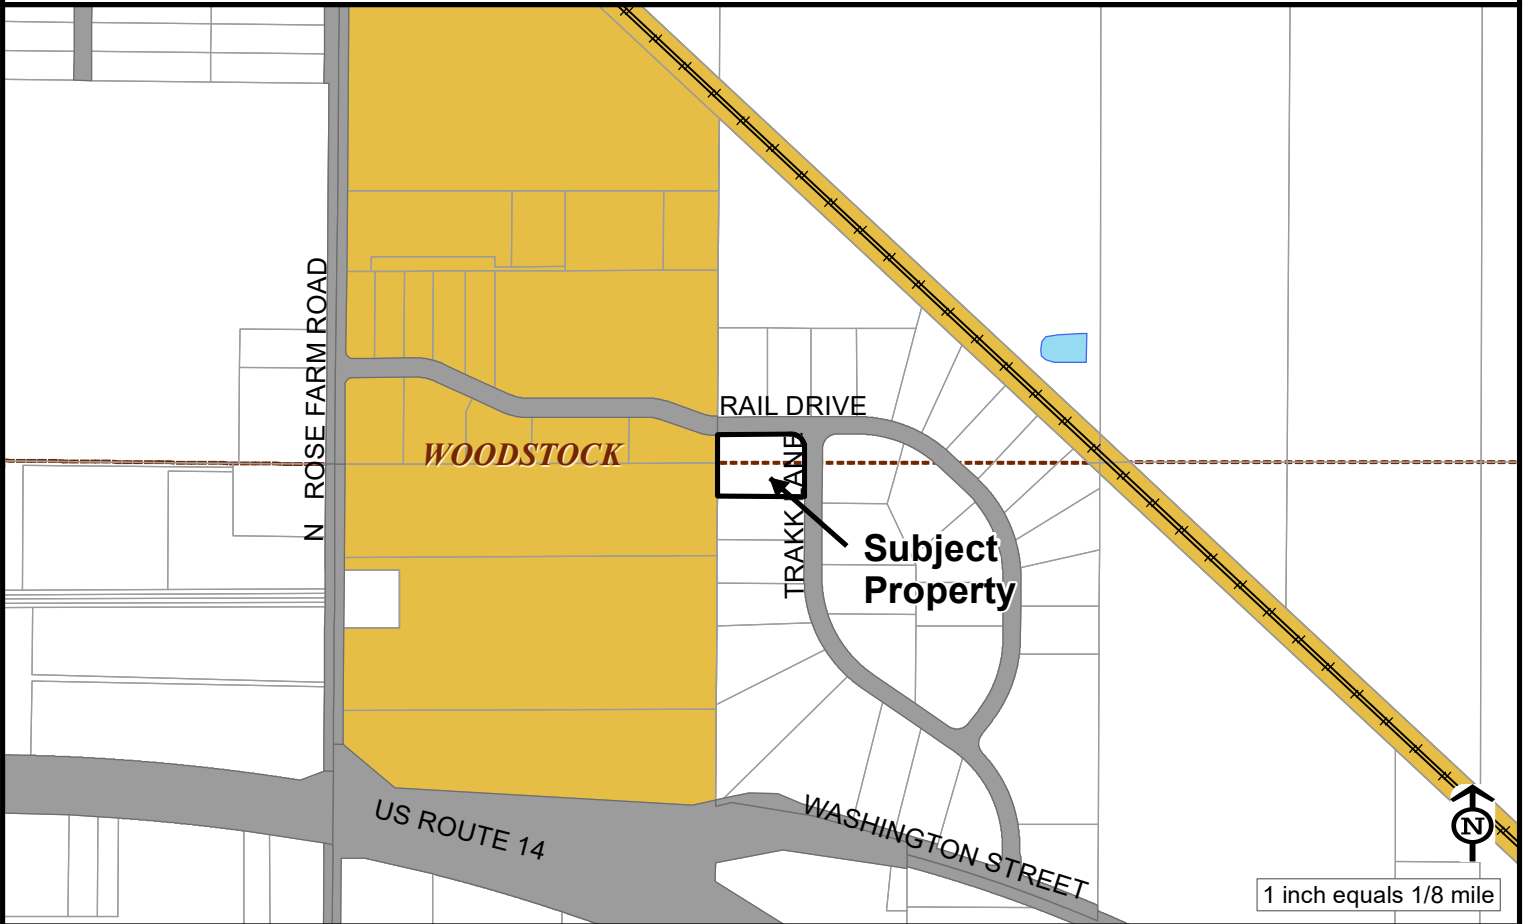 N ROSE FARM ROAD
RAIL DRIVE
WOODSTOCK
TRAKK LANE
Subject
Property
US ROUTE 14
WASHINGTON STREET
N
1 inch equals 1/8 mile